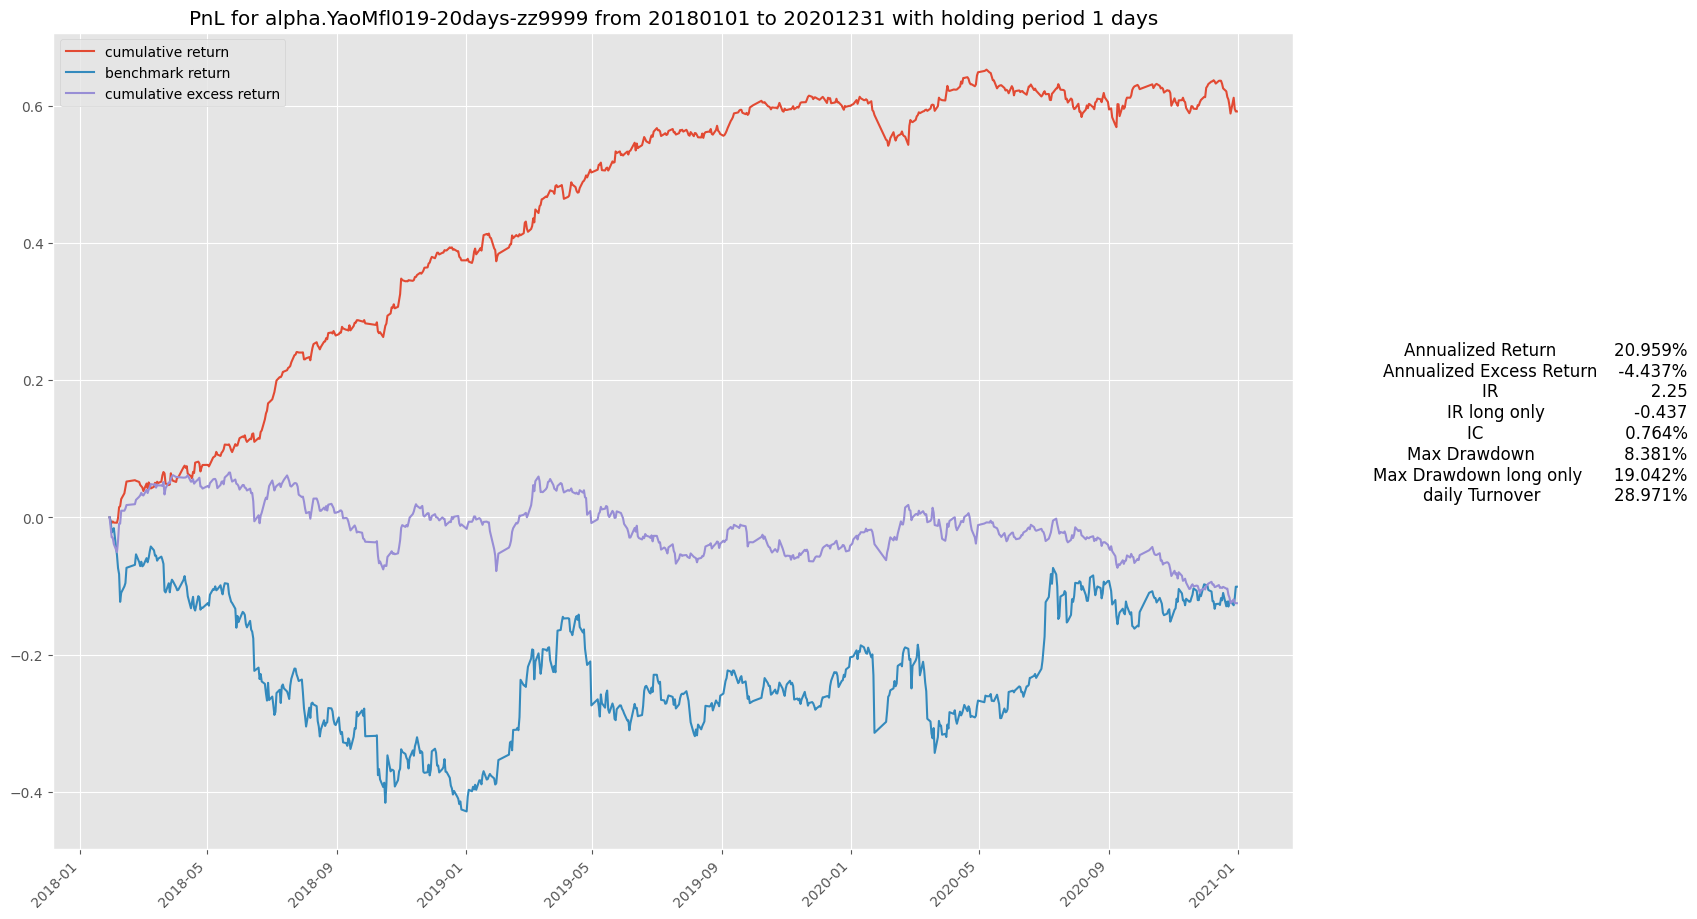 PnL for alpha.YaoMfl019-20days-zz9999 from 20180101 to 20201231 with holding period 1 days
cumulative return
benchmark return
cumulative excess return
0.6
0.4
0.2
0.0
−0.2
−0.4
2018-01
2018-05
2018-09
2019-01
2019-05
2019-09
2020-01
2020-05
2020-09
2021-01
Annualized Return 20.959%
Annualized Excess Return -4.437%
IR 2.25
IR long only -0.437
IC 0.764%
Max Drawdown 8.381%
Max Drawdown long only 19.042%
daily Turnover 28.971%